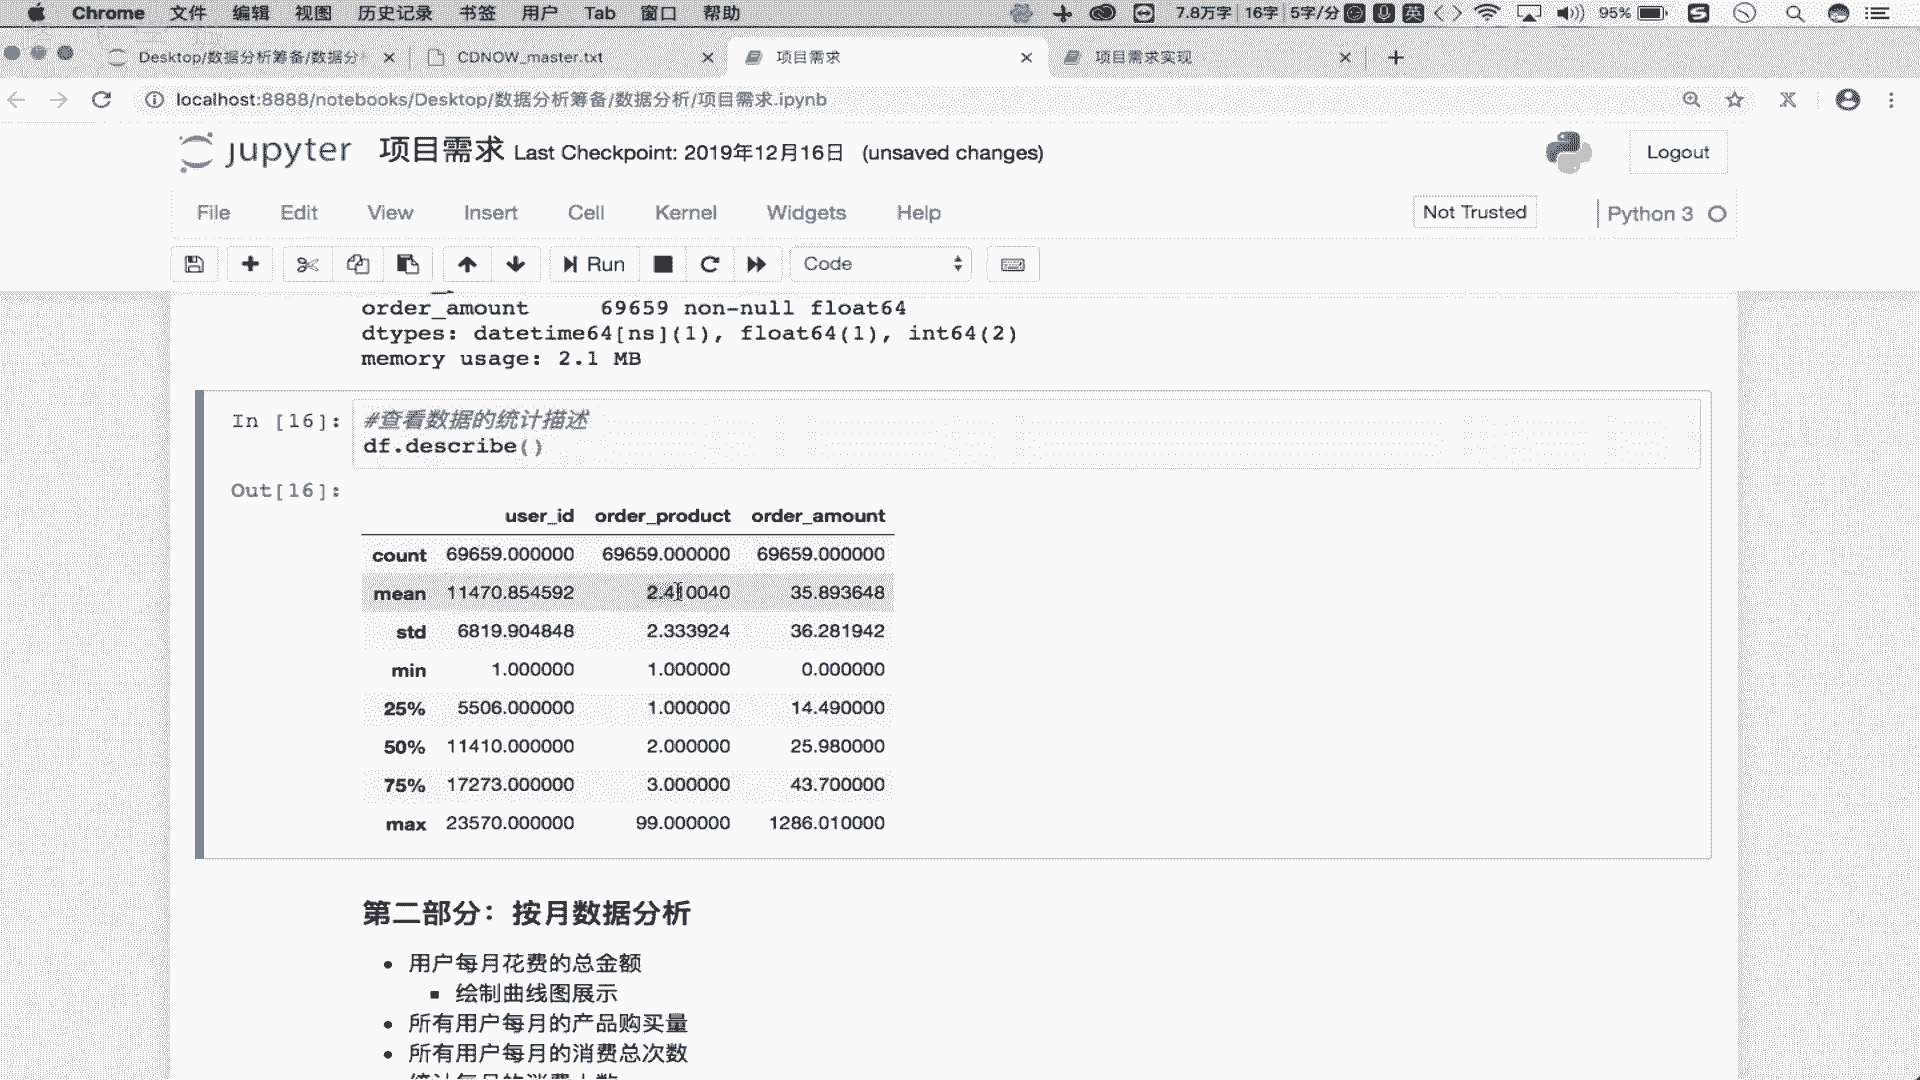 Chrome 文件 编辑 视图 历史记录 书签 用户 Tab 窗口 帮助 7.8万字 16字 5字/分 英 95%
Desktop/数据分析筹备/数据分 CDNOW_master.txt 项目需求 项目需求实现
localhost:8888/notebooks/Desktop/数据分析筹备/数据分析/项目需求.ipynb
jupyter 项目需求 Last Checkpoint: 2019年12月16日 (unsaved changes) Logout
File Edit View Insert Cell Kernel Widgets Help Not Trusted Python 3
Run Code
order_amount 69659 non-null float64
dtypes: datetime64[ns](1), float64(1), int64(2)
memory usage: 2.1 MB
In [16]: #查看数据的统计描述
df.describe()
Out[16]:
user_id order_product order_amount
count 69659.000000 69659.000000 69659.000000
mean 11470.854592 2.410040 35.893648
std 6819.904848 2.333924 36.281942
min 1.000000 1.000000 0.000000
25% 5506.000000 1.000000 14.490000
50% 11410.000000 2.000000 25.980000
75% 17273.000000 3.000000 43.700000
max 23570.000000 99.000000 1286.010000
第二部分：按月数据分析
用户每月花费的总金额
绘制曲线图展示
所有用户每月的产品购买量
所有用户每月的消费总次数